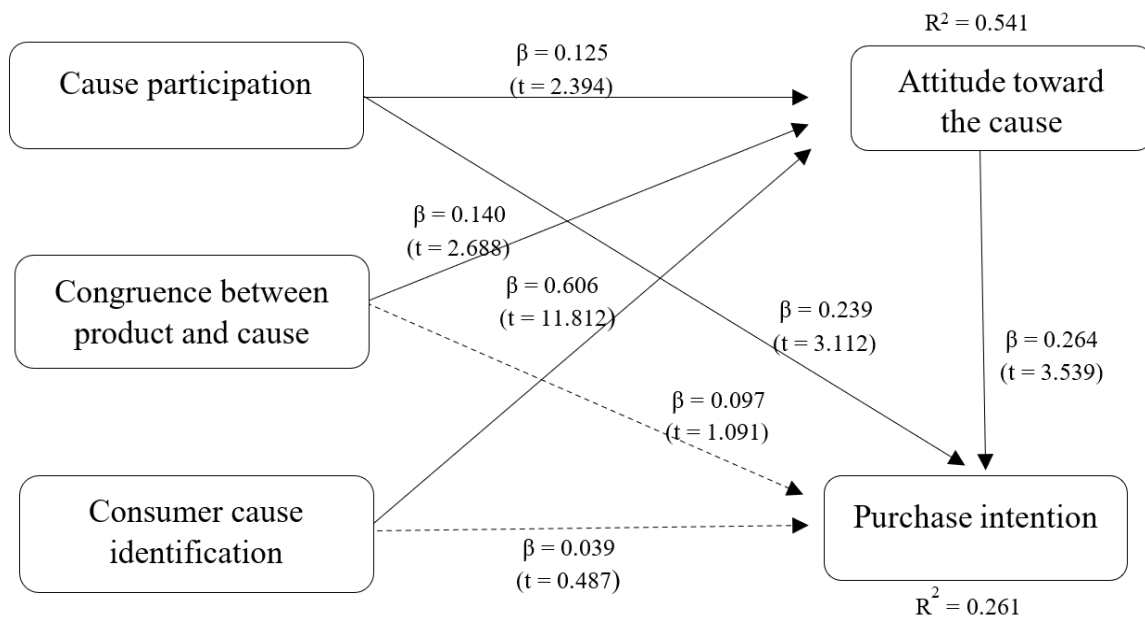 R² = 0.541
β = 0.125
(t = 2.394)
Cause participation
Attitude toward
the cause
β = 0.140
(t = 2.688)
Congruence between
product and cause
β = 0.606
(t = 11.812)
β = 0.239
(t = 3.112)
β = 0.264
(t = 3.539)
β = 0.097
(t = 1.091)
Consumer cause
identification
Purchase intention
β = 0.039
(t = 0.487)
R² = 0.261